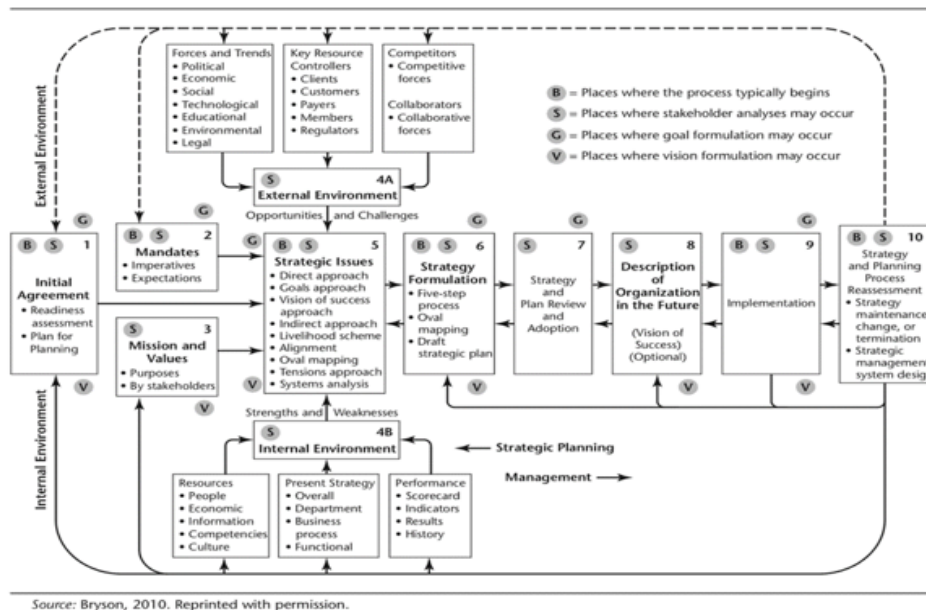 Forces and Trends
• Political
• Economic
• Social
• Technological
• Educational
• Environmental
• Legal
Key Resource
Controllers
• Clients
• Customers
• Payers
• Members
• Regulators
Competitors
• Competitive
forces
Collaborators
• Collaborative
forces
B = Places where the process typically begins
S = Places where stakeholder analyses may occur
G = Places where goal formulation may occur
V = Places where vision formulation may occur
External Environment
S 4A
External Environment
Opportunities and Challenges
G
B S 1
Initial
Agreement
• Readiness
assessment
• Plan for
Planning
V
G
B S 2
Mandates
• Imperatives
• Expectations
S 3
Mission and
Values
• Purposes
• By stakeholders
V
G
B S 5
Strategic Issues
• Direct approach
• Goals approach
• Vision of success
approach
• Indirect approach
• Livelihood scheme
• Alignment
• Oval mapping
• Tensions approach
• Systems analysis
V
G
B S 6
Strategy
Formulation
• Five-step
process
• Oval
mapping
• Draft
strategic plan
V
G
S 7
Strategy
and
Plan Review
and
Adoption
S 8
Description
of
Organization
in the Future
(Vision of
Success)
(Optional)
V
G
B S 9
Implementation
V
B S 10
Strategy
and Planning
Process
Reassessment
• Strategy
maintenance
change, or
termination
• Strategic
management
system design
Strengths and Weaknesses
S 4B
Internal Environment
Strategic Planning
Management
Internal Environment
Resources
• People
• Economic
• Information
• Competencies
• Culture
Present Strategy
• Overall
• Department
• Business
process
• Functional
Performance
• Scorecard
• Indicators
• Results
• History
Source: Bryson, 2010. Reprinted with permission.